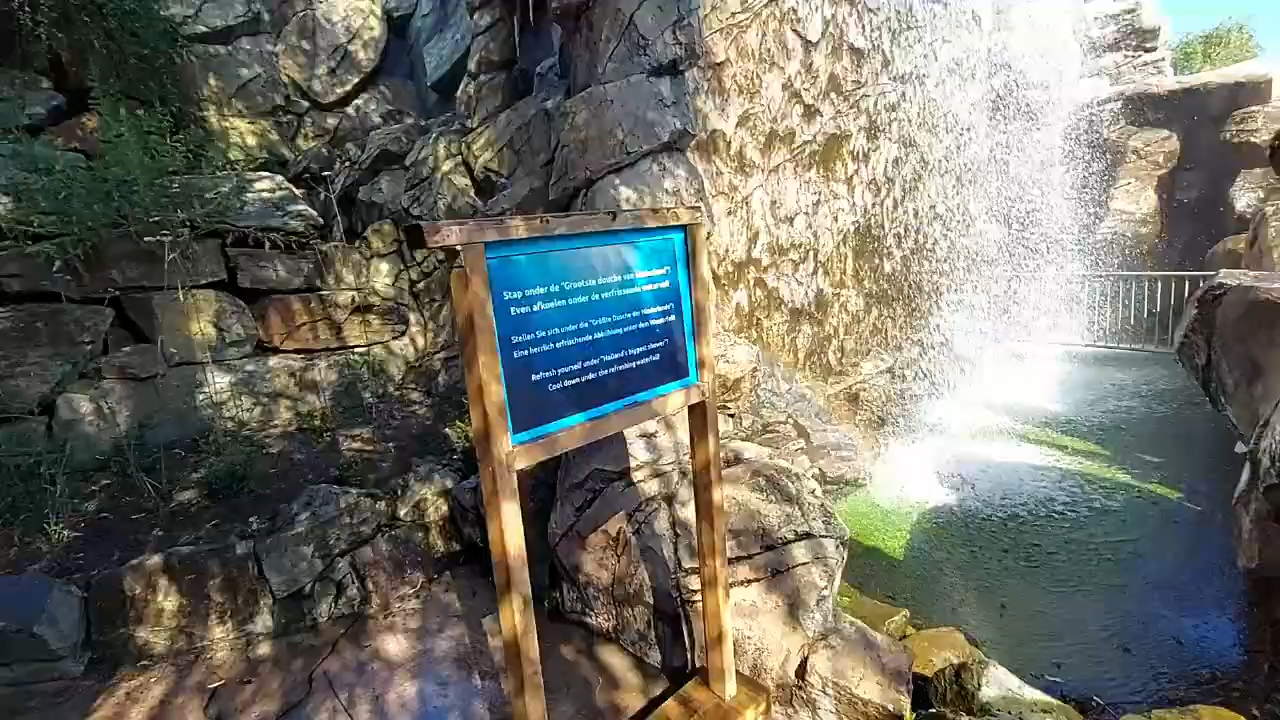 Stap onder de "Grootste douche van Nederland"!
Even afkoelen onder de verfrissende waterval!
Stellen Sie sich unter die "Größte Dusche der Niederlande"!
Eine herrlich erfrischende Abkühlung unter dem Wasserfall!
Refresh yourself under "Holland's biggest shower"!
Cool down under the refreshing waterfall!